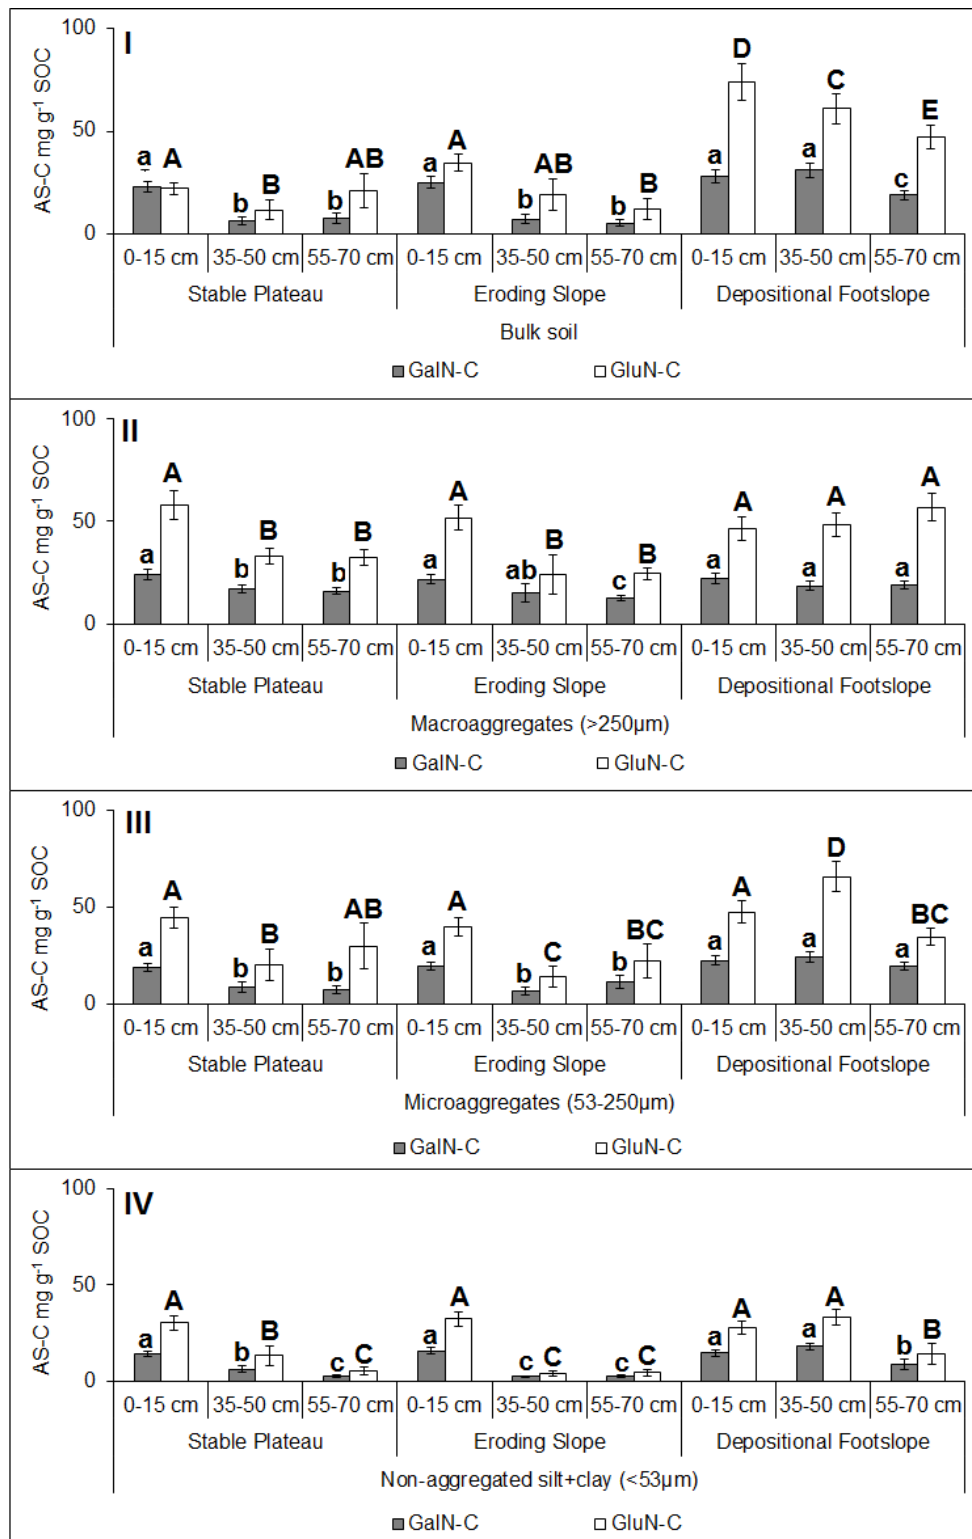 I
AS-C mg g⁻¹ SOC
100
50
0
a A b B b AB a A b AB b B a D a C c E
0-15 cm 35-50 cm 55-70 cm 0-15 cm 35-50 cm 55-70 cm 0-15 cm 35-50 cm 55-70 cm
Stable Plateau Eroding Slope Depositional Footslope
Bulk soil
GalN-C GluN-C
II
AS-C mg g⁻¹ SOC
100
50
0
a A b B b B a A ab B c B a A a A a A
0-15 cm 35-50 cm 55-70 cm 0-15 cm 35-50 cm 55-70 cm 0-15 cm 35-50 cm 55-70 cm
Stable Plateau Eroding Slope Depositional Footslope
Macroaggregates (>250µm)
GalN-C GluN-C
III
AS-C mg g⁻¹ SOC
100
50
0
a A b B b AB a A b C b BC a A a D a BC
0-15 cm 35-50 cm 55-70 cm 0-15 cm 35-50 cm 55-70 cm 0-15 cm 35-50 cm 55-70 cm
Stable Plateau Eroding Slope Depositional Footslope
Microaggregates (53-250µm)
GalN-C GluN-C
IV
AS-C mg g⁻¹ SOC
100
50
0
a A b B c C a A c C c C a A a A b B
0-15 cm 35-50 cm 55-70 cm 0-15 cm 35-50 cm 55-70 cm 0-15 cm 35-50 cm 55-70 cm
Stable Plateau Eroding Slope Depositional Footslope
Non-aggregated silt+clay (<53µm)
GalN-C GluN-C